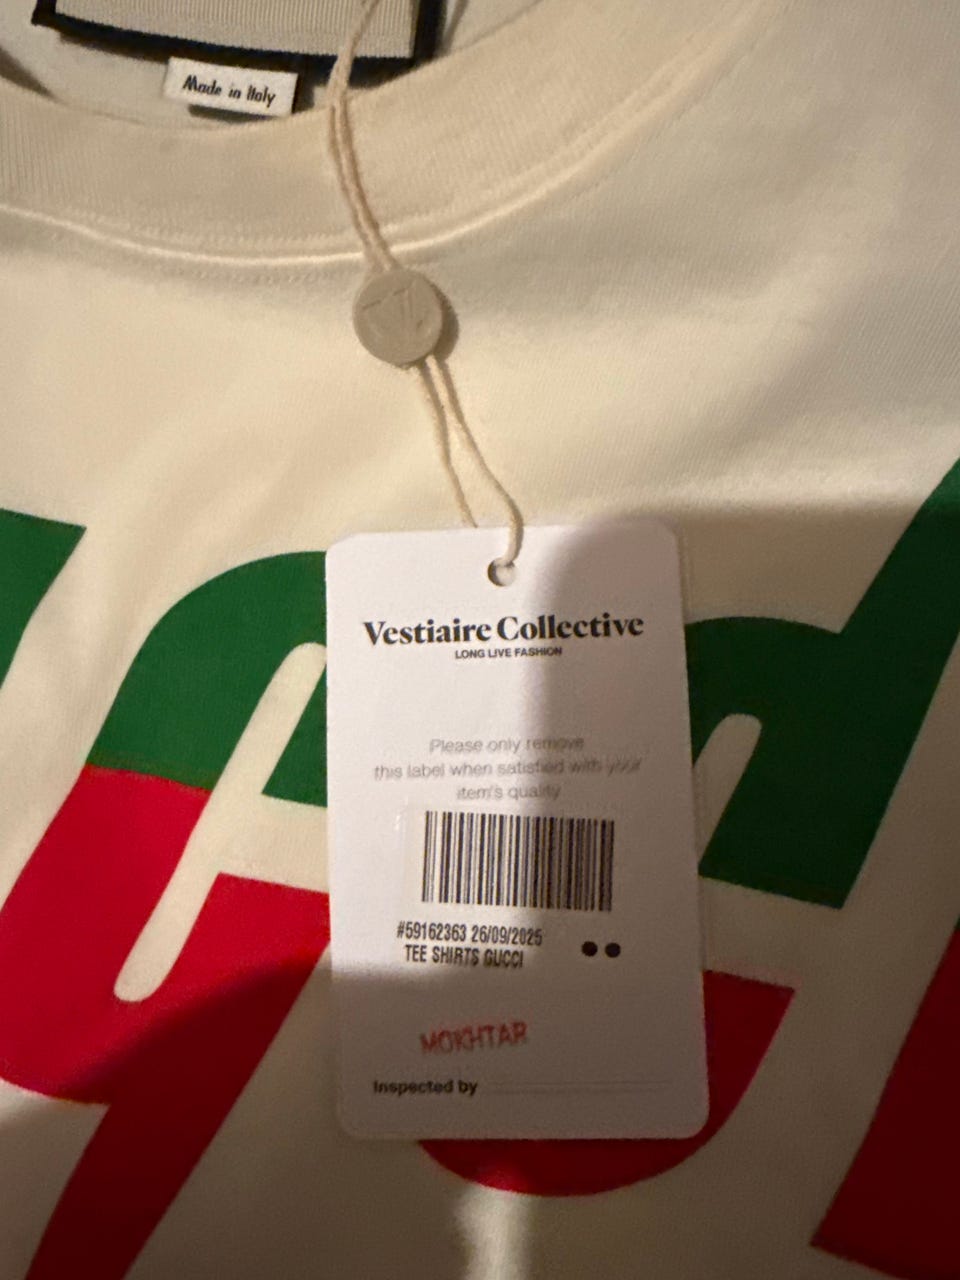 Made in Italy
Vestiaire Collective
LONG LIVE FASHION
Please only remove
this label when satisfied with your
item's quality
#59162363 26/09/2025
TEE SHIRTS GUCCI
MOKHTAR
Inspected by